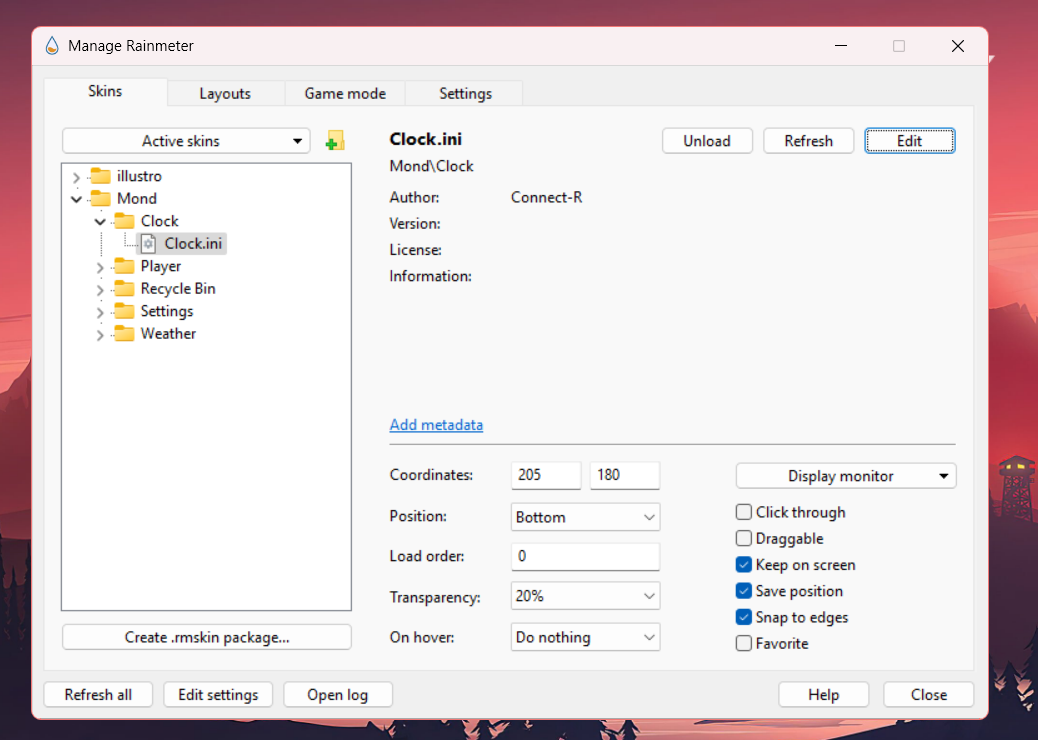 Manage Rainmeter
Skins Layouts Game mode Settings
Active skins
illustro
Mond
Clock
Clock.ini
Player
Recycle Bin
Settings
Weather
Create .rmskin package...
Clock.ini
Unload Refresh Edit
Mond\Clock
Author: Connect-R
Version:
License:
Information:
Add metadata
Coordinates: 205 180
Position: Bottom
Load order: 0
Transparency: 20%
On hover: Do nothing
Display monitor
Click through
Draggable
Keep on screen
Save position
Snap to edges
Favorite
Refresh all Edit settings Open log Help Close